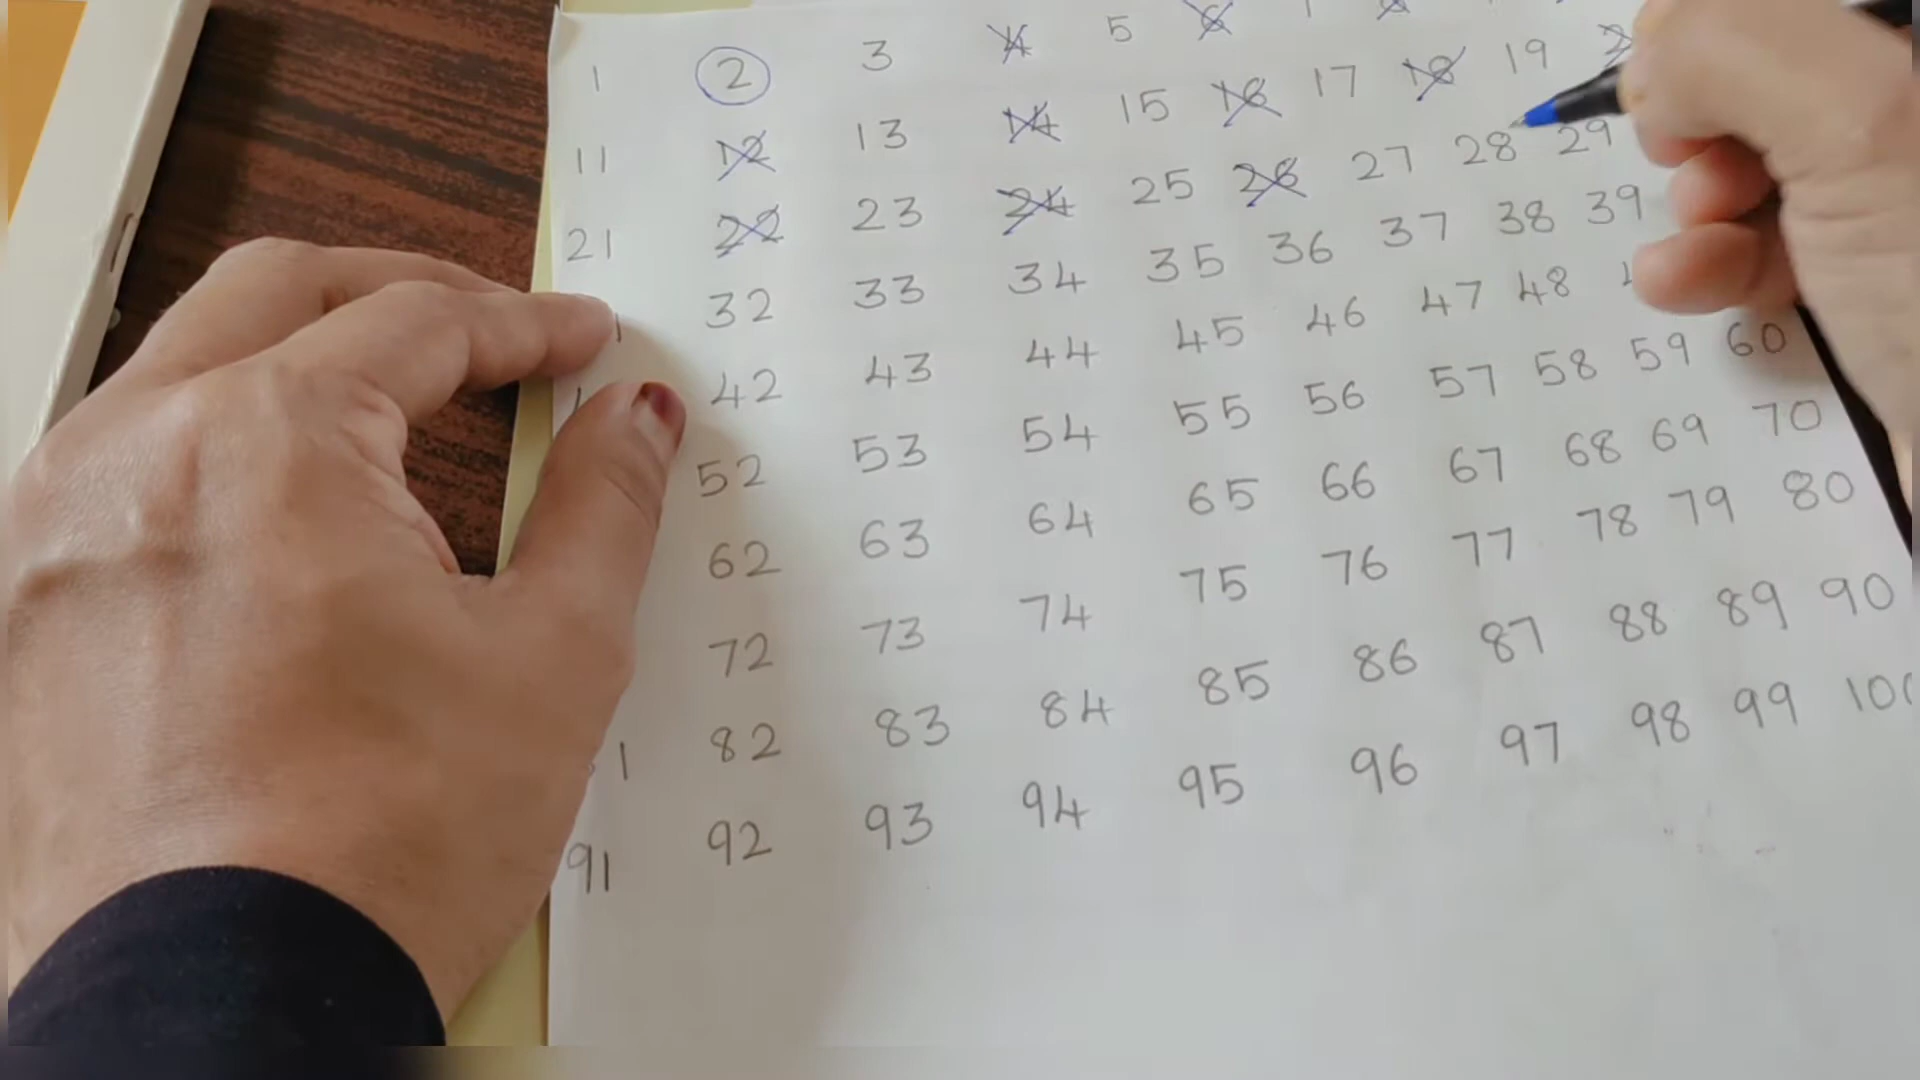 1 2 3 4 5 6
11 12 13 14 15 16 17 18 19
21 22 23 24 25 26 27 28 29
32 33 34 35 36 37 38 39
42 43 44 45 46 47 48
52 53 54 55 56 57 58 59 60
62 63 64 65 66 67 68 69 70
72 73 74 75 76 77 78 79 80
82 83 84 85 86 87 88 89 90
91 92 93 94 95 96 97 98 99 100